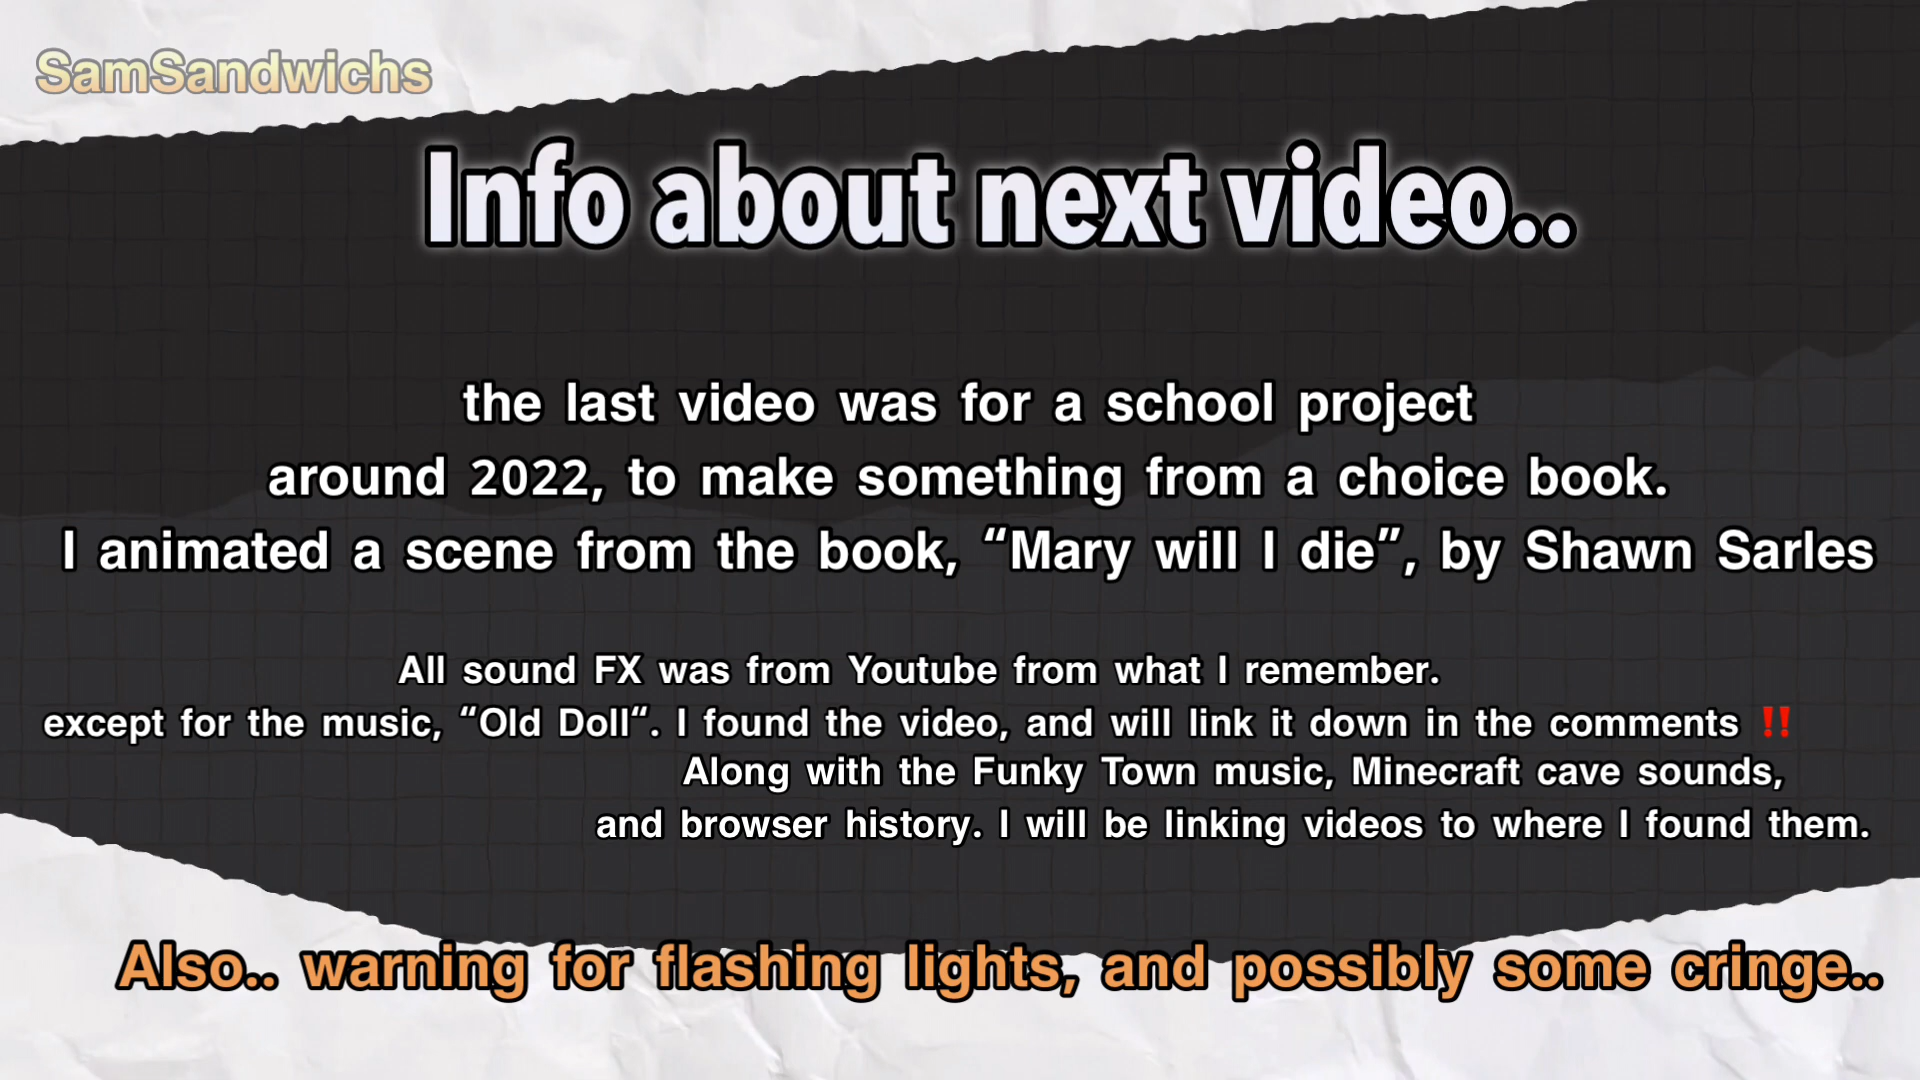 SamSandwichs
Info about next video..
the last video was for a school project
around 2022, to make something from a choice book.
I animated a scene from the book, “Mary will I die”, by Shawn Sarles
All sound FX was from Youtube from what I remember.
except for the music, “Old Doll“. I found the video, and will link it down in the comments ‼️
Along with the Funky Town music, Minecraft cave sounds,
and browser history. I will be linking videos to where I found them.
Also.. warning for flashing lights, and possibly some cringe..